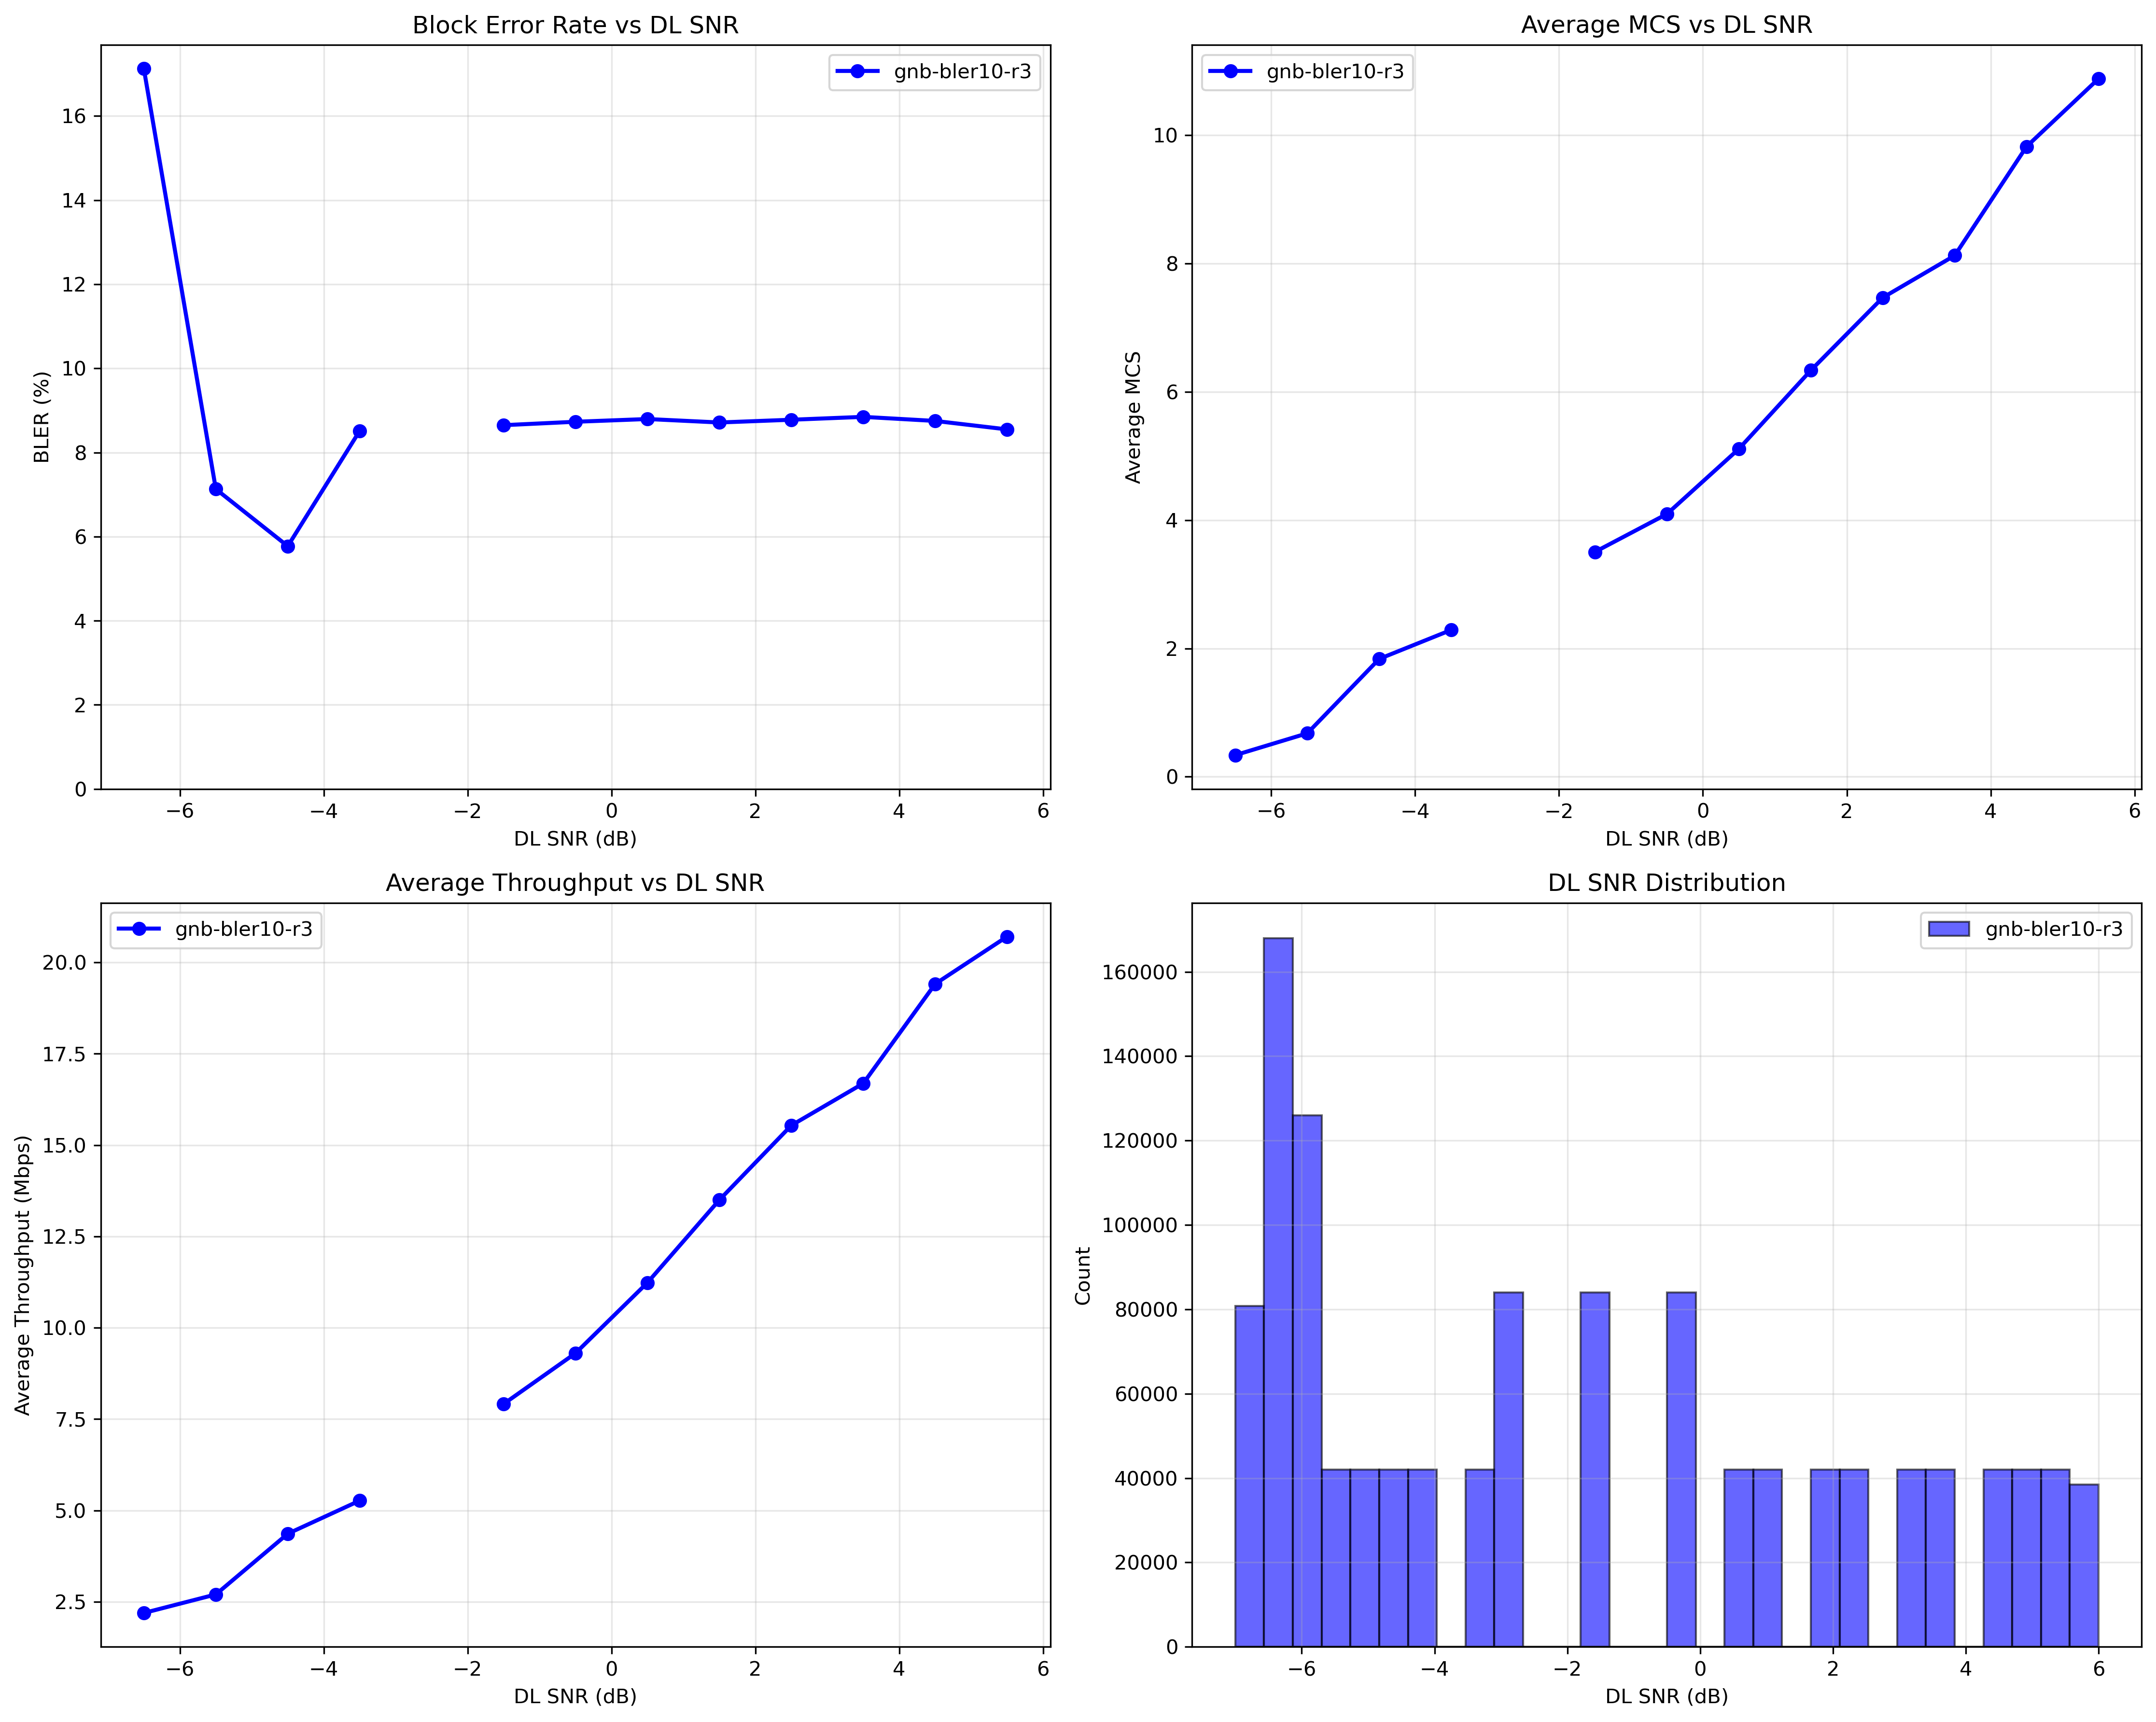 Block Error Rate vs DL SNR
gnb-bler10-r3
BLER (%)
16
14
12
10
8
6
4
2
0
−6 −4 −2 0 2 4 6
DL SNR (dB)
Average MCS vs DL SNR
gnb-bler10-r3
Average MCS
10
8
6
4
2
0
−6 −4 −2 0 2 4 6
DL SNR (dB)
Average Throughput vs DL SNR
gnb-bler10-r3
Average Throughput (Mbps)
20.0
17.5
15.0
12.5
10.0
7.5
5.0
2.5
−6 −4 −2 0 2 4 6
DL SNR (dB)
DL SNR Distribution
gnb-bler10-r3
Count
160000
140000
120000
100000
80000
60000
40000
20000
0
−6 −4 −2 0 2 4 6
DL SNR (dB)